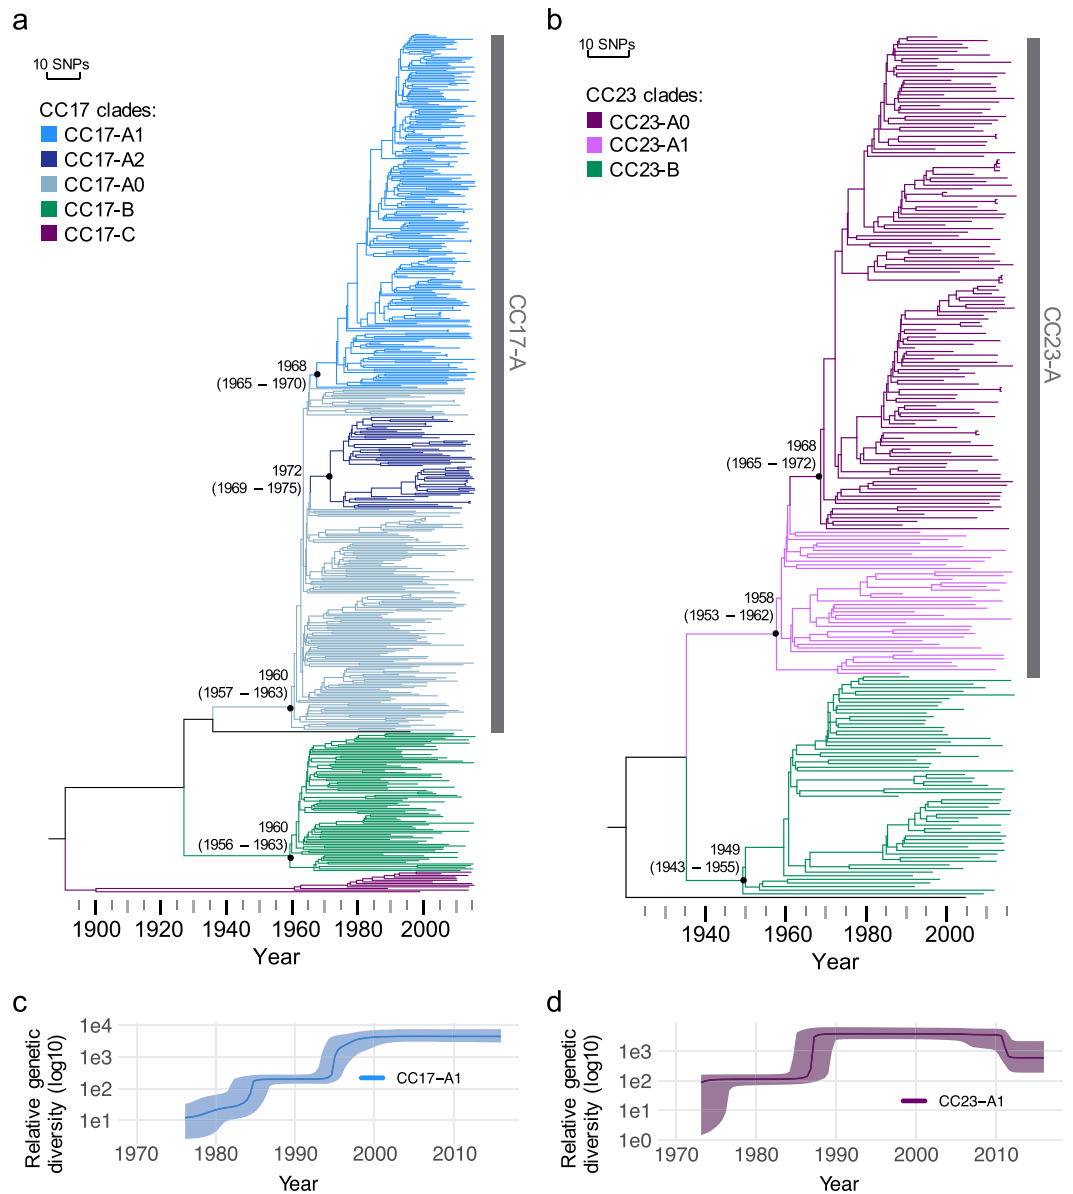 a
10 SNPs
CC17 clades:
CC17-A1
CC17-A2
CC17-A0
CC17-B
CC17-C
1968
(1965 – 1970)
1972
(1969 – 1975)
1960
(1957 – 1963)
1960
(1956 – 1963)
CC17-A
1900 1920 1940 1960 1980 2000
Year
b
10 SNPs
CC23 clades:
CC23-A0
CC23-A1
CC23-B
1968
(1965 – 1972)
1958
(1953 – 1962)
1949
(1943 – 1955)
CC23-A
1940 1960 1980 2000
Year
c
Relative genetic
diversity (log10)
1e4
1e3
1e2
1e1
CC17–A1
1970 1980 1990 2000 2010
Year
d
Relative genetic
diversity (log10)
1e3
1e2
1e1
1e0
CC23–A1
1970 1980 1990 2000 2010
Year